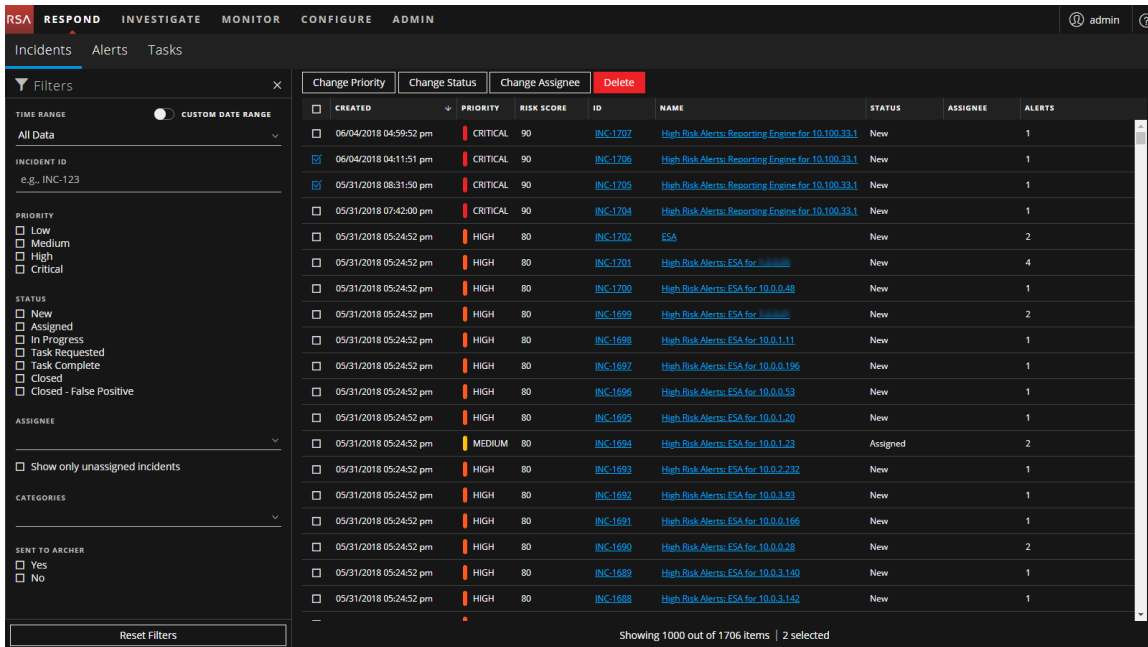 RSA RESPOND INVESTIGATE MONITOR CONFIGURE ADMIN admin
Incidents Alerts Tasks
Filters
TIME RANGE CUSTOM DATE RANGE
All Data
INCIDENT ID
e.g., INC-123
PRIORITY
Low
Medium
High
Critical
STATUS
New
Assigned
In Progress
Task Requested
Task Complete
Closed
Closed - False Positive
ASSIGNEE
Show only unassigned incidents
CATEGORIES
SENT TO ARCHER
Yes
No
Reset Filters
Change Priority Change Status Change Assignee Delete
CREATED PRIORITY RISK SCORE ID NAME STATUS ASSIGNEE ALERTS
06/04/2018 04:59:52 pm CRITICAL 90 INC-1707 High Risk Alerts: Reporting Engine for 10.100.33.1 New 1
06/04/2018 04:11:51 pm CRITICAL 90 INC-1706 High Risk Alerts: Reporting Engine for 10.100.33.1 New 1
05/31/2018 08:31:50 pm CRITICAL 90 INC-1705 High Risk Alerts: Reporting Engine for 10.100.33.1 New 1
05/31/2018 07:42:00 pm CRITICAL 90 INC-1704 High Risk Alerts: Reporting Engine for 10.100.33.1 New 1
05/31/2018 05:24:52 pm HIGH 80 INC-1702 ESA New 2
05/31/2018 05:24:52 pm HIGH 80 INC-1701 High Risk Alerts: ESA for New 4
05/31/2018 05:24:52 pm HIGH 80 INC-1700 High Risk Alerts: ESA for 10.0.0.48 New 1
05/31/2018 05:24:52 pm HIGH 80 INC-1699 High Risk Alerts: ESA for New 2
05/31/2018 05:24:52 pm HIGH 80 INC-1698 High Risk Alerts: ESA for 10.0.1.11 New 1
05/31/2018 05:24:52 pm HIGH 80 INC-1697 High Risk Alerts: ESA for 10.0.0.196 New 1
05/31/2018 05:24:52 pm HIGH 80 INC-1696 High Risk Alerts: ESA for 10.0.0.53 New 1
05/31/2018 05:24:52 pm HIGH 80 INC-1695 High Risk Alerts: ESA for 10.0.1.20 New 1
05/31/2018 05:24:52 pm MEDIUM 80 INC-1694 High Risk Alerts: ESA for 10.0.1.23 Assigned 2
05/31/2018 05:24:52 pm HIGH 80 INC-1693 High Risk Alerts: ESA for 10.0.2.232 New 1
05/31/2018 05:24:52 pm HIGH 80 INC-1692 High Risk Alerts: ESA for 10.0.3.93 New 1
05/31/2018 05:24:52 pm HIGH 80 INC-1691 High Risk Alerts: ESA for 10.0.0.166 New 1
05/31/2018 05:24:52 pm HIGH 80 INC-1690 High Risk Alerts: ESA for 10.0.0.28 New 2
05/31/2018 05:24:52 pm HIGH 80 INC-1689 High Risk Alerts: ESA for 10.0.3.140 New 1
05/31/2018 05:24:52 pm HIGH 80 INC-1688 High Risk Alerts: ESA for 10.0.3.142 New 1
Showing 1000 out of 1706 items | 2 selected